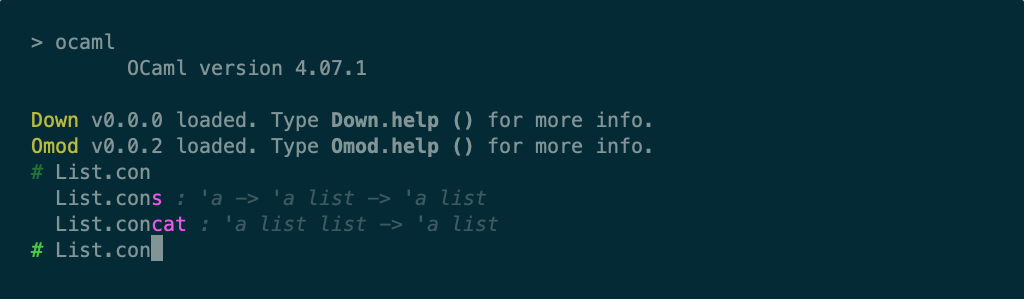 > ocaml
OCaml version 4.07.1
Down v0.0.0 loaded. Type Down.help () for more info.
Omod v0.0.2 loaded. Type Omod.help () for more info.
# List.con
List.cons : 'a -> 'a list -> 'a list
List.concat : 'a list list -> 'a list
# List.con